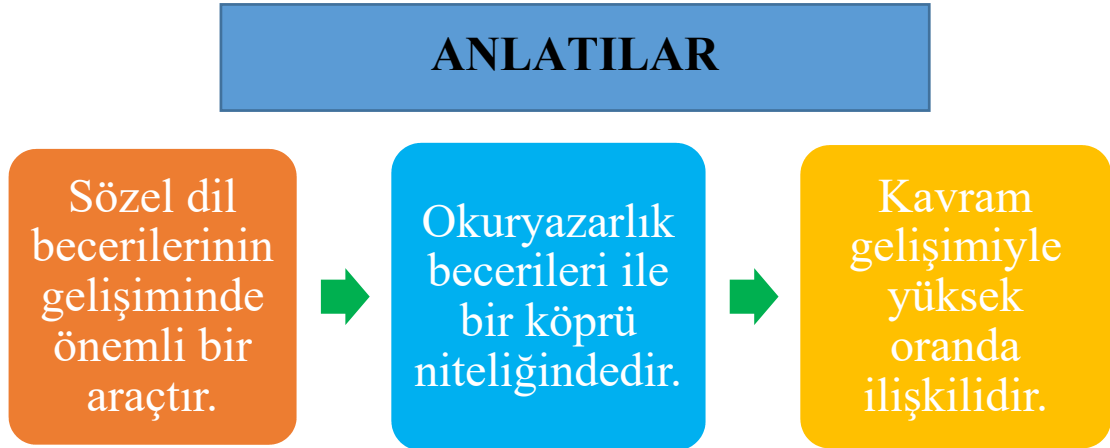 ANLATILAR
Sözel dil
becerilerinin
gelişiminde
önemli bir
araçtır.
Okuryazarlık
becerileri ile
bir köprü
niteliğindedir.
Kavram
gelişimiyle
yüksek
oranda
ilişkilidir.